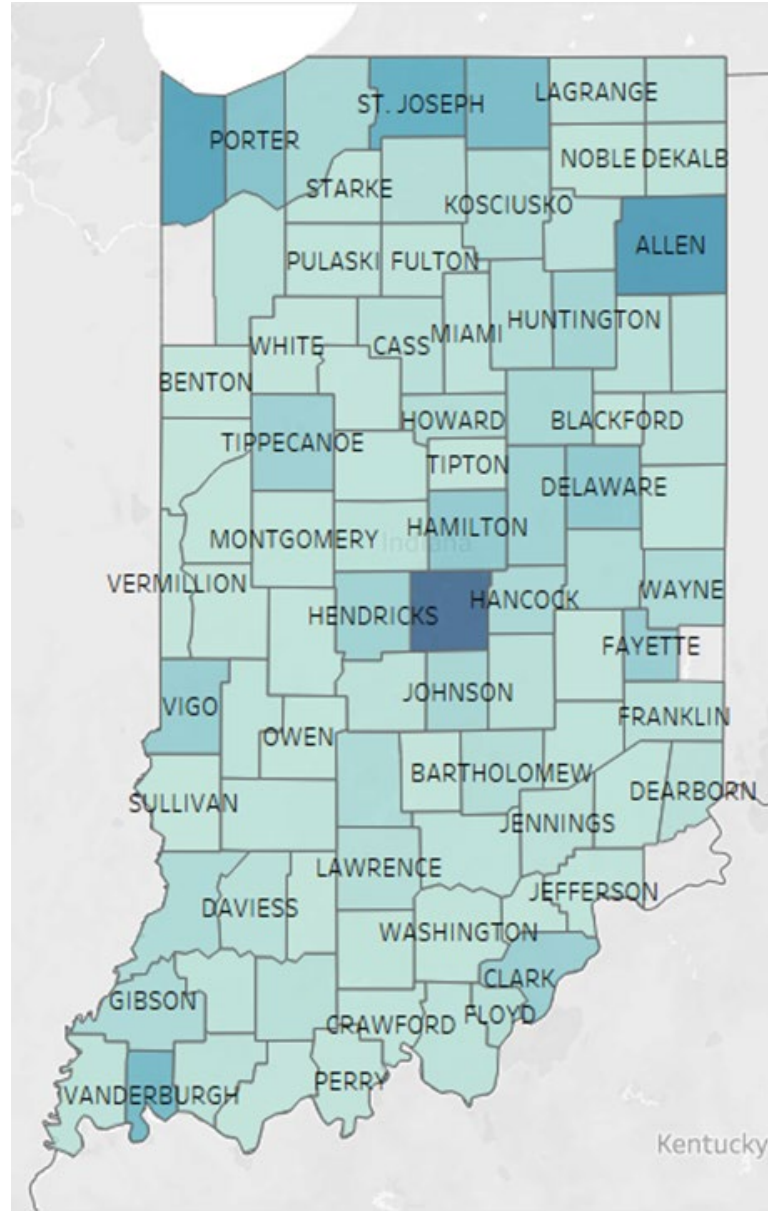 LAGRANGE
ST. JOSEPH
PORTER
NOBLE DEKALB
STARKE
KOSCIUSKO
ALLEN
PULASKI FULTON
HUNTINGTON
MIAMI
WHITE CASS
BENTON
HOWARD BLACKFORD
TIPPECANOE
TIPTON
DELAWARE
HAMILTON
MONTGOMERY
Indiana
VERMILLION
WAYNE
HANCOCK
HENDRICKS
FAYETTE
JOHNSON
VIGO
FRANKLIN
OWEN
BARTHOLOMEW
DEARBORN
SULLIVAN
JENNINGS
LAWRENCE
JEFFERSON
DAVIESS
WASHINGTON
CLARK
GIBSON
FLOYD
CRAWFORD
PERRY
VANDERBURGH
Kentucky